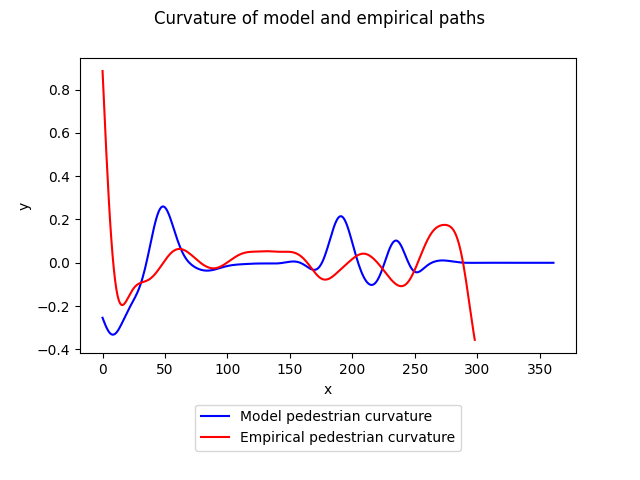 Curvature of model and empirical paths
0.8
0.6
0.4
0.2
0.0
−0.2
−0.4
y
0 50 100 150 200 250 300 350
x
Model pedestrian curvature
Empirical pedestrian curvature